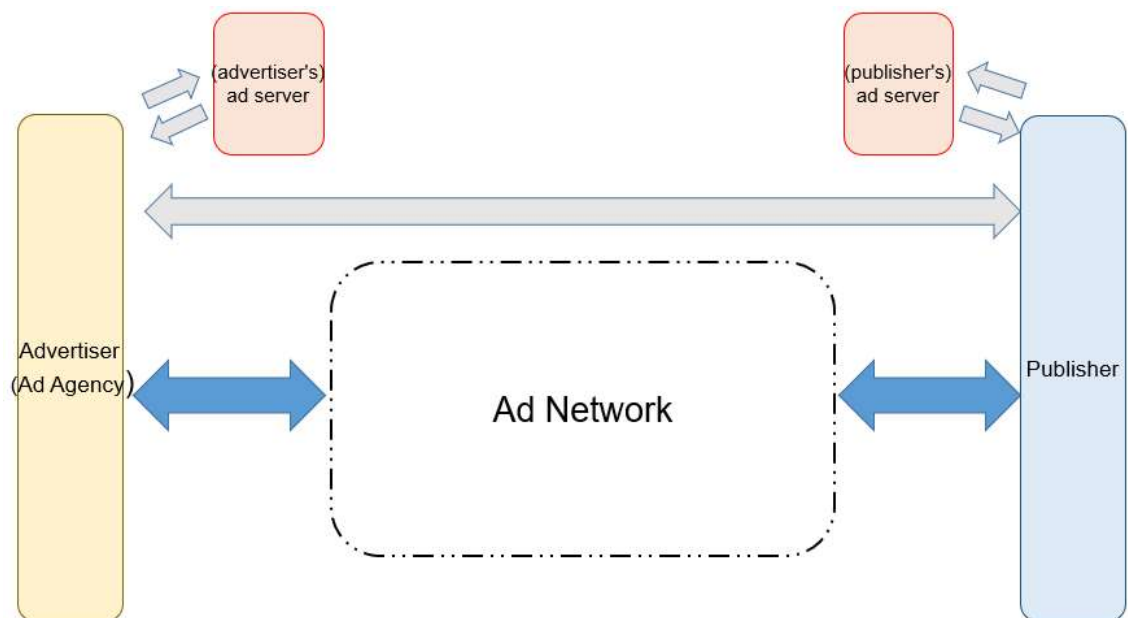 (advertiser's)
ad server
(publisher's)
ad server
Advertiser
(Ad Agency)
Ad Network
Publisher